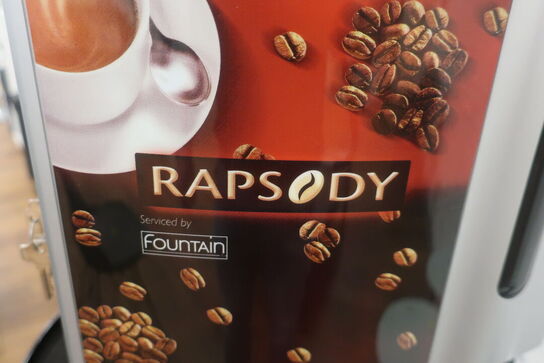 RAPSODY
Serviced by
FOUNTAIN